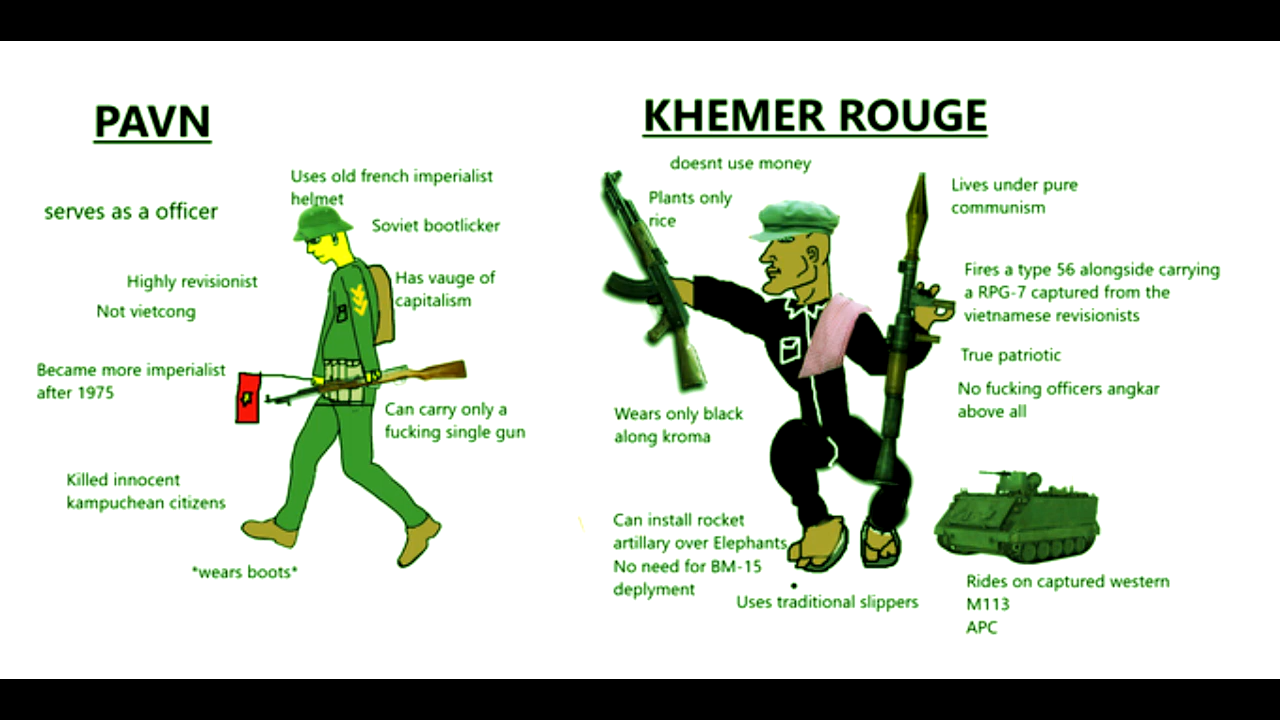 PAVN
Uses old french imperialist
helmet
serves as a officer
Soviet bootlicker
Highly revisionist
Has vauge of
capitalism
Not vietcong
Became more imperialist
after 1975
Can carry only a
fucking single gun
Killed innocent
kampuchean citizens
*wears boots*
KHEMER ROUGE
doesnt use money
Plants only
rice
Lives under pure
communism
Fires a type 56 alongside carrying
a RPG-7 captured from the
vietnamese revisionists
True patriotic
No fucking officers angkar
above all
Wears only black
along kroma
Can install rocket
artillary over Elephants
No need for BM-15
deplyment
Uses traditional slippers
Rides on captured western
M113
APC